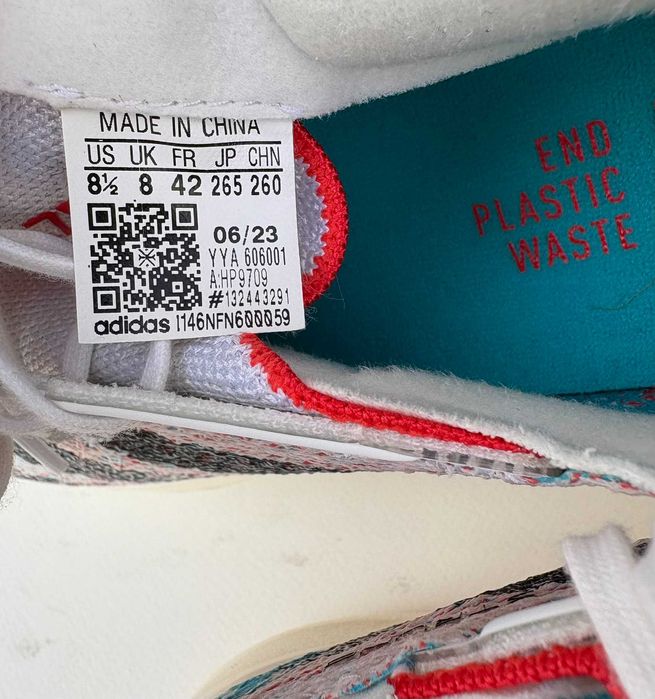 MADE IN CHINA
US UK FR JP CHN
8½ 8 42 265 260
06/23
YYA 606001
A:HP9709
#132443291
adidas I146NFN600059
END
PLASTIC
WASTE